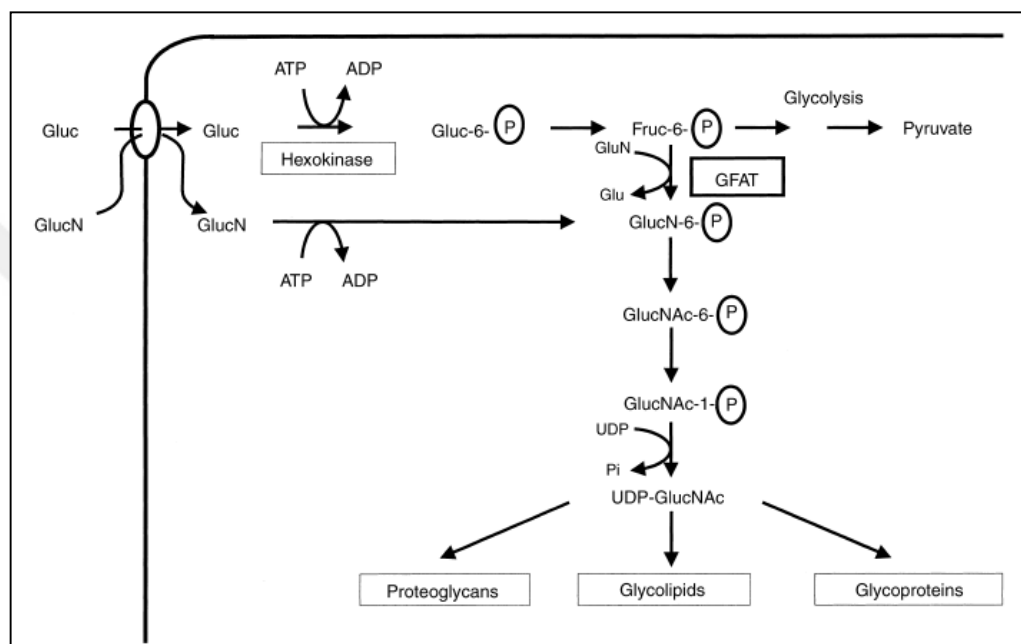 ATP ADP
Glycolysis
Gluc Gluc Gluc-6- P Fruc-6- P Pyruvate
Hexokinase
GluN
GFAT
Glu
GlucN GlucN GlucN-6- P
ATP ADP
GlucNAc-6- P
GlucNAc-1- P
UDP
Pi
UDP-GlucNAc
Proteoglycans Glycolipids Glycoproteins